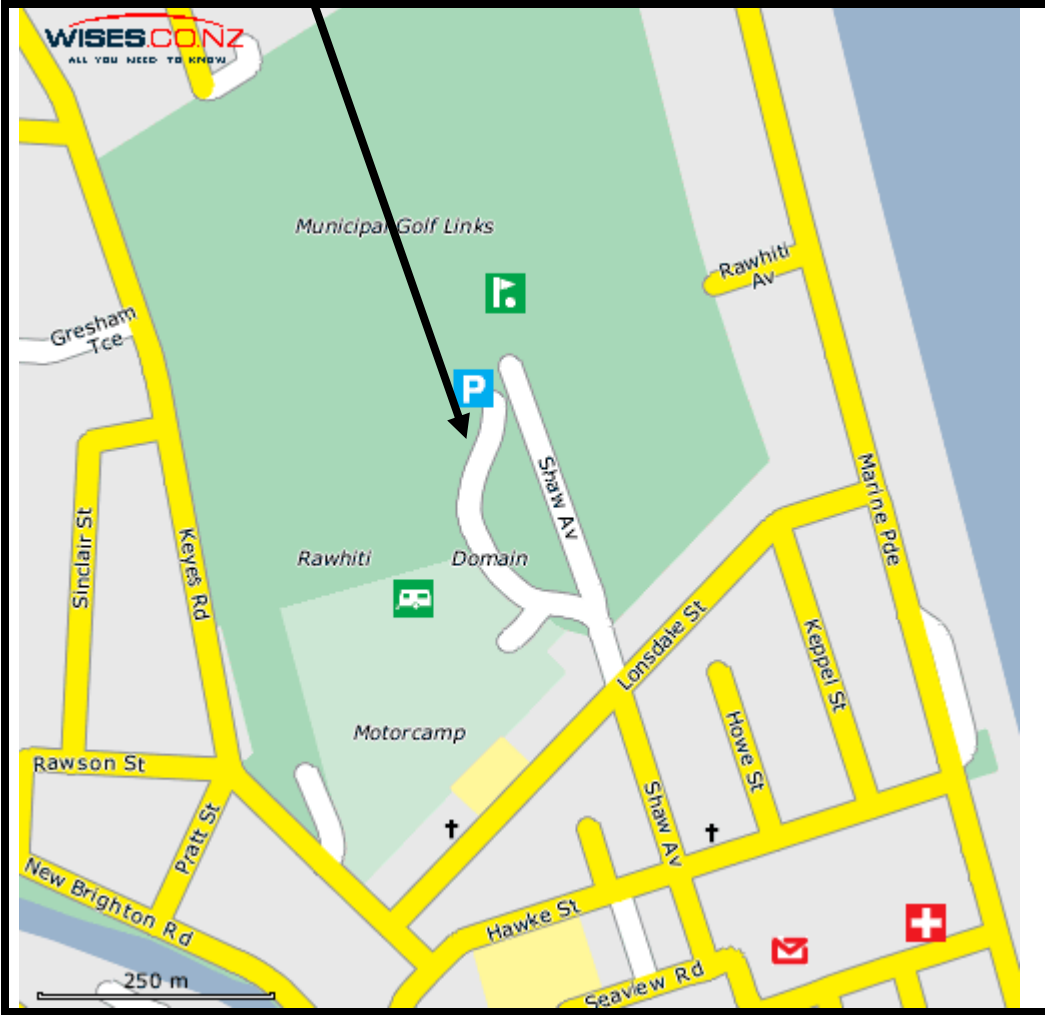 WISES.CO.NZ
ALL YOU NEED TO KNOW
Municipal Golf Links
Rawhiti
Av
Gresham
Tce
P
Shaw Av
Marine Pde
Sinclair St
Keyes Rd
Rawhiti
Domain
Lonsdale St
Keppel St
Motorcamp
Howe St
Rawson St
Shaw Av
Pratt St
New Brighton Rd
Hawke St
Seaview Rd
250 m